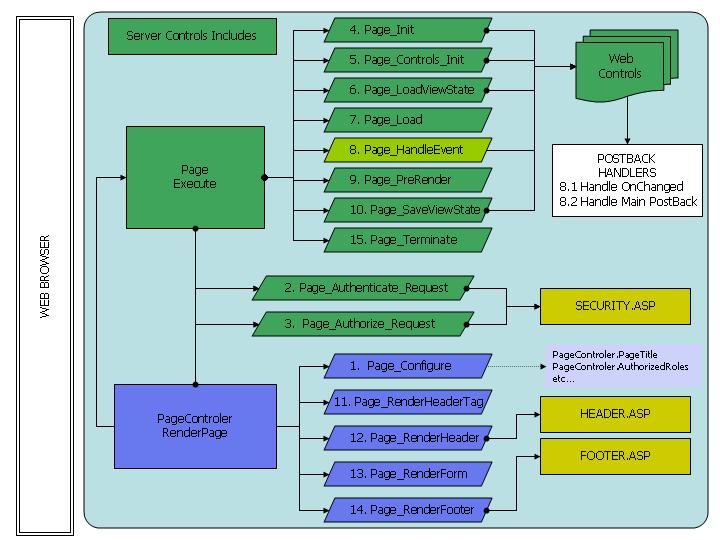 WEB BROWSER
Server Controls Includes
4. Page_Init
5. Page_Controls_Init
6. Page_LoadViewState
7. Page_Load
8. Page_HandleEvent
9. Page_PreRender
10. Page_SaveViewState
15. Page_Terminate
Web
Controls
Page
Execute
POSTBACK
HANDLERS
8.1 Handle OnChanged
8.2 Handle Main PostBack
2. Page_Authenticate_Request
3. Page_Authorize_Request
SECURITY.ASP
PageControler
RenderPage
1. Page_Configure
11. Page_RenderHeaderTag
12. Page_RenderHeader
13. Page_RenderForm
14. Page_RenderFooter
PageControler.PageTitle
PageControler.AuthorizedRoles
etc...
HEADER.ASP
FOOTER.ASP